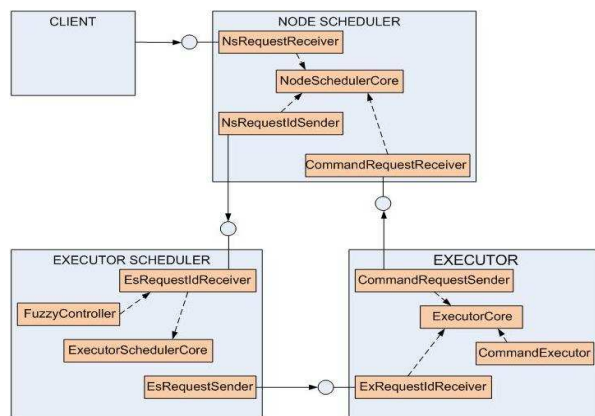 CLIENT
NODE SCHEDULER
NsRequestReceiver
NodeSchedulerCore
NsRequestIdSender
CommandRequestReceiver
EXECUTOR SCHEDULER
EsRequestIdReceiver
FuzzyController
ExecutorSchedulerCore
EsRequestSender
EXECUTOR
CommandRequestSender
ExecutorCore
CommandExecutor
ExRequestIdReceiver